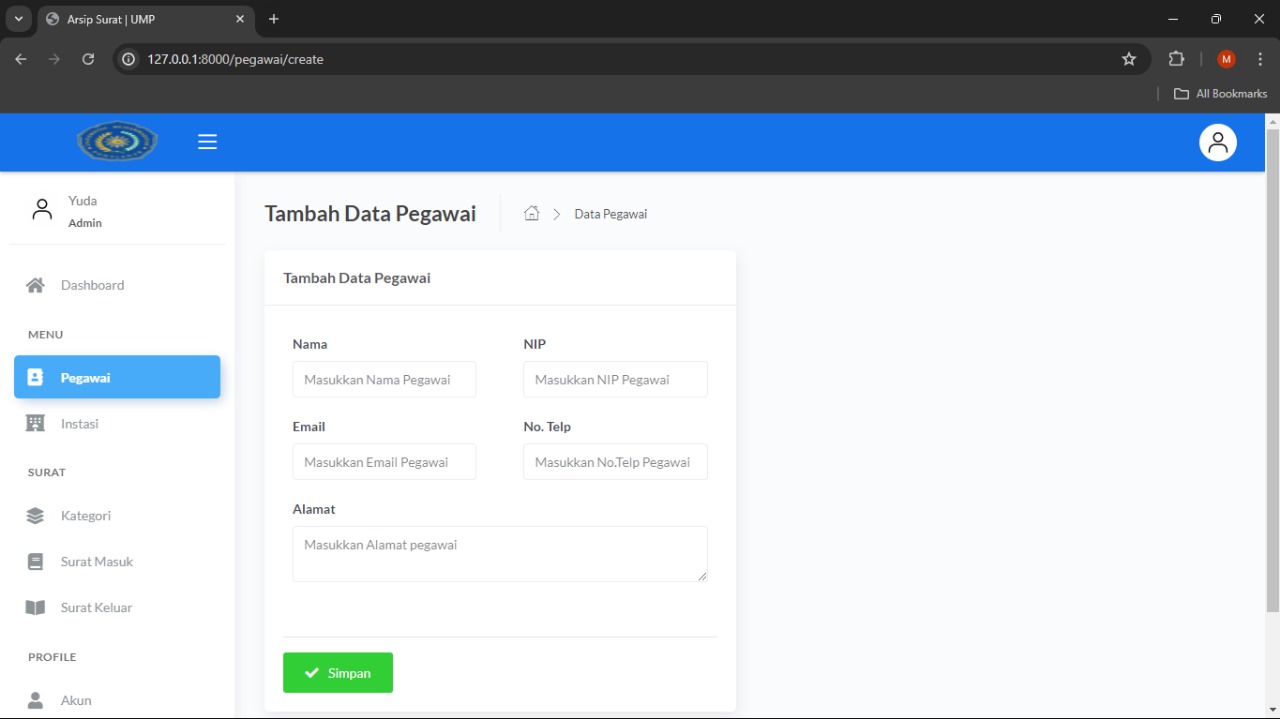 Arsip Surat | UMP
127.0.0.1:8000/pegawai/create
M
All Bookmarks
Yuda
Admin
Dashboard
MENU
Pegawai
Instasi
SURAT
Kategori
Surat Masuk
Surat Keluar
PROFILE
Akun
Tambah Data Pegawai
Data Pegawai
Tambah Data Pegawai
Nama
NIP
Masukkan Nama Pegawai
Masukkan NIP Pegawai
Email
No. Telp
Masukkan Email Pegawai
Masukkan No.Telp Pegawai
Alamat
Masukkan Alamat pegawai
Simpan